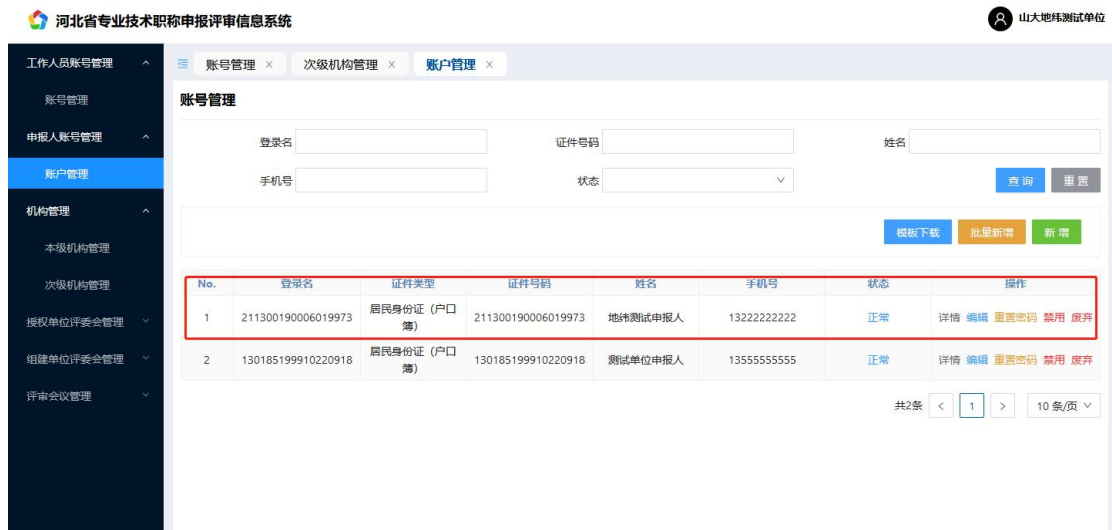 河北省专业技术职称申报评审信息系统
山大地纬测试单位
工作人员账号管理
账号管理
申报人账号管理
账户管理
机构管理
本级机构管理
次级机构管理
授权单位评委会管理
组建单位评委会管理
评审会议管理
账号管理 × 次级机构管理 × 账户管理 ×
账号管理
登录名 证件号码 姓名
手机号 状态 查询 重置
模板下载 批量新增 新增
No. 登录名 证件类型 证件号码 姓名 手机号 状态 操作
1 211300190006019973 居民身份证（户口簿） 211300190006019973 地纬测试申报人 13222222222 正常 详情 编辑 重置密码 禁用 废弃
2 130185199910220918 居民身份证（户口簿） 130185199910220918 测试单位申报人 13555555555 正常 详情 编辑 重置密码 禁用 废弃
共2条 < 1 > 10 条/页